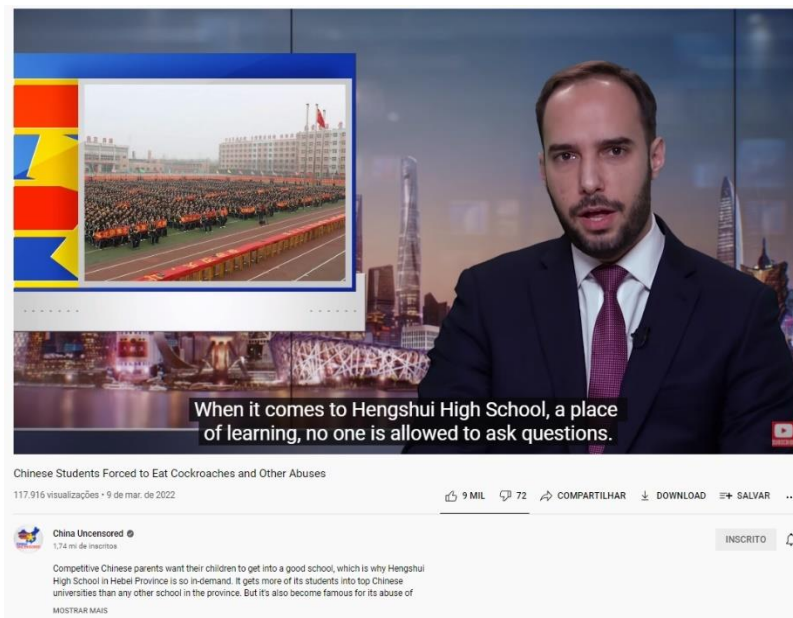 When it comes to Hengshui High School, a place
of learning, no one is allowed to ask questions.
Chinese Students Forced to Eat Cockroaches and Other Abuses
117.916 visualizações • 9 de mar. de 2022
9 MIL 72 COMPARTILHAR DOWNLOAD SALVAR ...
China Uncensored
1,74 mi de inscritos
INSCRITO
Competitive Chinese parents want their children to get into a good school, which is why Hengshui
High School in Hebei Province is so in-demand. It gets more of its students into top Chinese
universities than any other school in the province. But it's also become famous for its abuse of
MOSTRAR MAIS